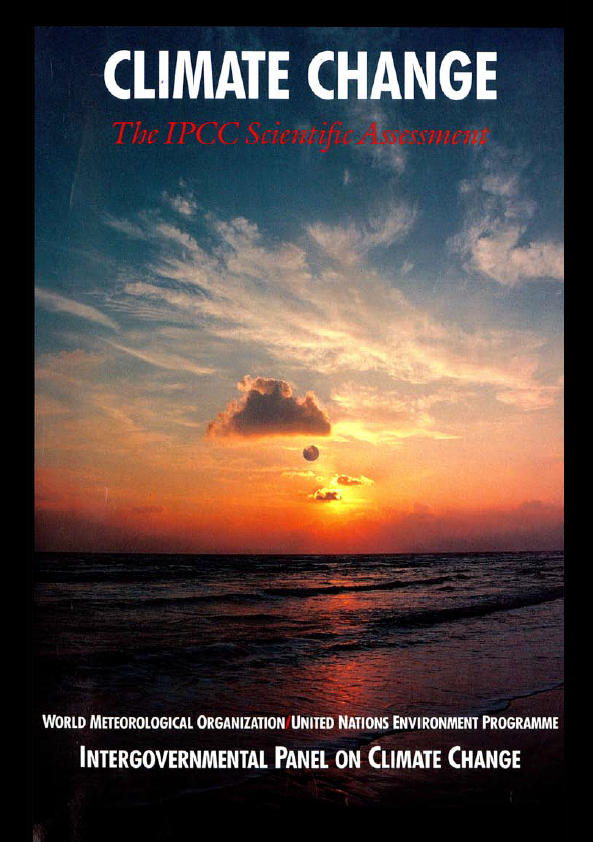 CLIMATE CHANGE
The IPCC Scientific Assessment
WORLD METEOROLOGICAL ORGANIZATION/UNITED NATIONS ENVIRONMENT PROGRAMME
INTERGOVERNMENTAL PANEL ON CLIMATE CHANGE